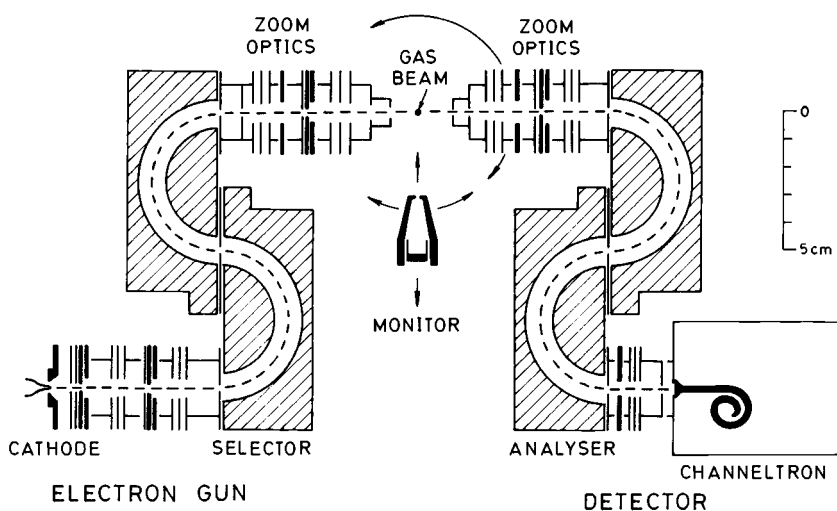 ZOOM
OPTICS
GAS
BEAM
ZOOM
OPTICS
0
5cm
MONITOR
CATHODE
SELECTOR
ANALYSER
CHANNELTRON
ELECTRON GUN
DETECTOR